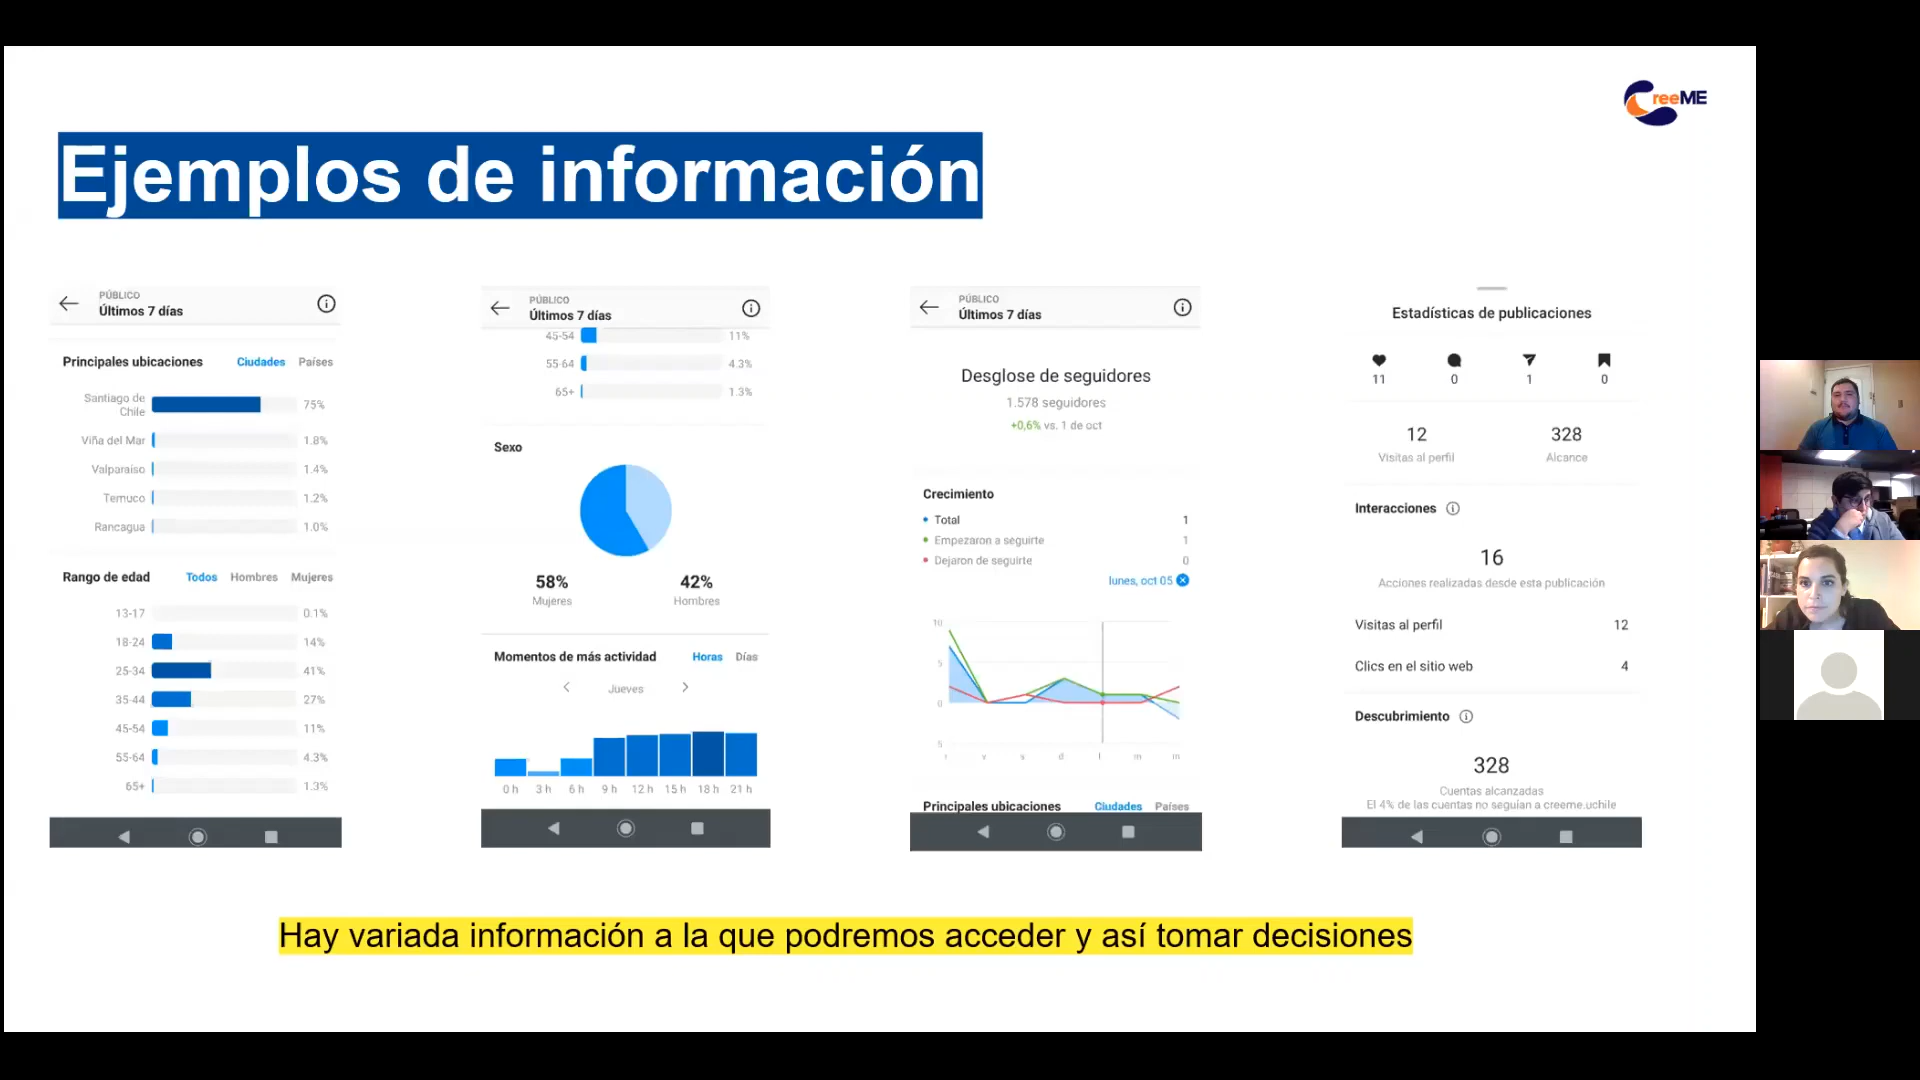 CreeME
Ejemplos de información
PÚBLICO
Últimos 7 días
Principales ubicaciones Ciudades Países
Santiago de Chile 75%
Viña del Mar 1.8%
Valparaíso 1.4%
Temuco 1.2%
Rancagua 1.0%
Rango de edad Todos Hombres Mujeres
13-17 0.1%
18-24 14%
25-34 41%
35-44 27%
45-54 11%
55-64 4.3%
65+ 1.3%
PÚBLICO
Últimos 7 días
45-54 11%
55-64 4.3%
65+ 1.3%
Sexo
58% 42%
Mujeres Hombres
Momentos de más actividad Horas Días
Jueves
0 h 3 h 6 h 9 h 12 h 15 h 18 h 21 h
PÚBLICO
Últimos 7 días
Desglose de seguidores
1.578 seguidores
+0,6% vs. 1 de oct
Crecimiento
Total 1
Empezaron a seguirte 1
Dejaron de seguirte 0
lunes, oct 05
10
5
0
5
v s d l m m
Principales ubicaciones Ciudades Países
Estadísticas de publicaciones
11 0 1 0
12 328
Visitas al perfil Alcance
Interacciones
16
Acciones realizadas desde esta publicación
Visitas al perfil 12
Clics en el sitio web 4
Descubrimiento
328
Cuentas alcanzadas
El 4% de las cuentas no seguían a creeme.uchile
Hay variada información a la que podremos acceder y así tomar decisiones